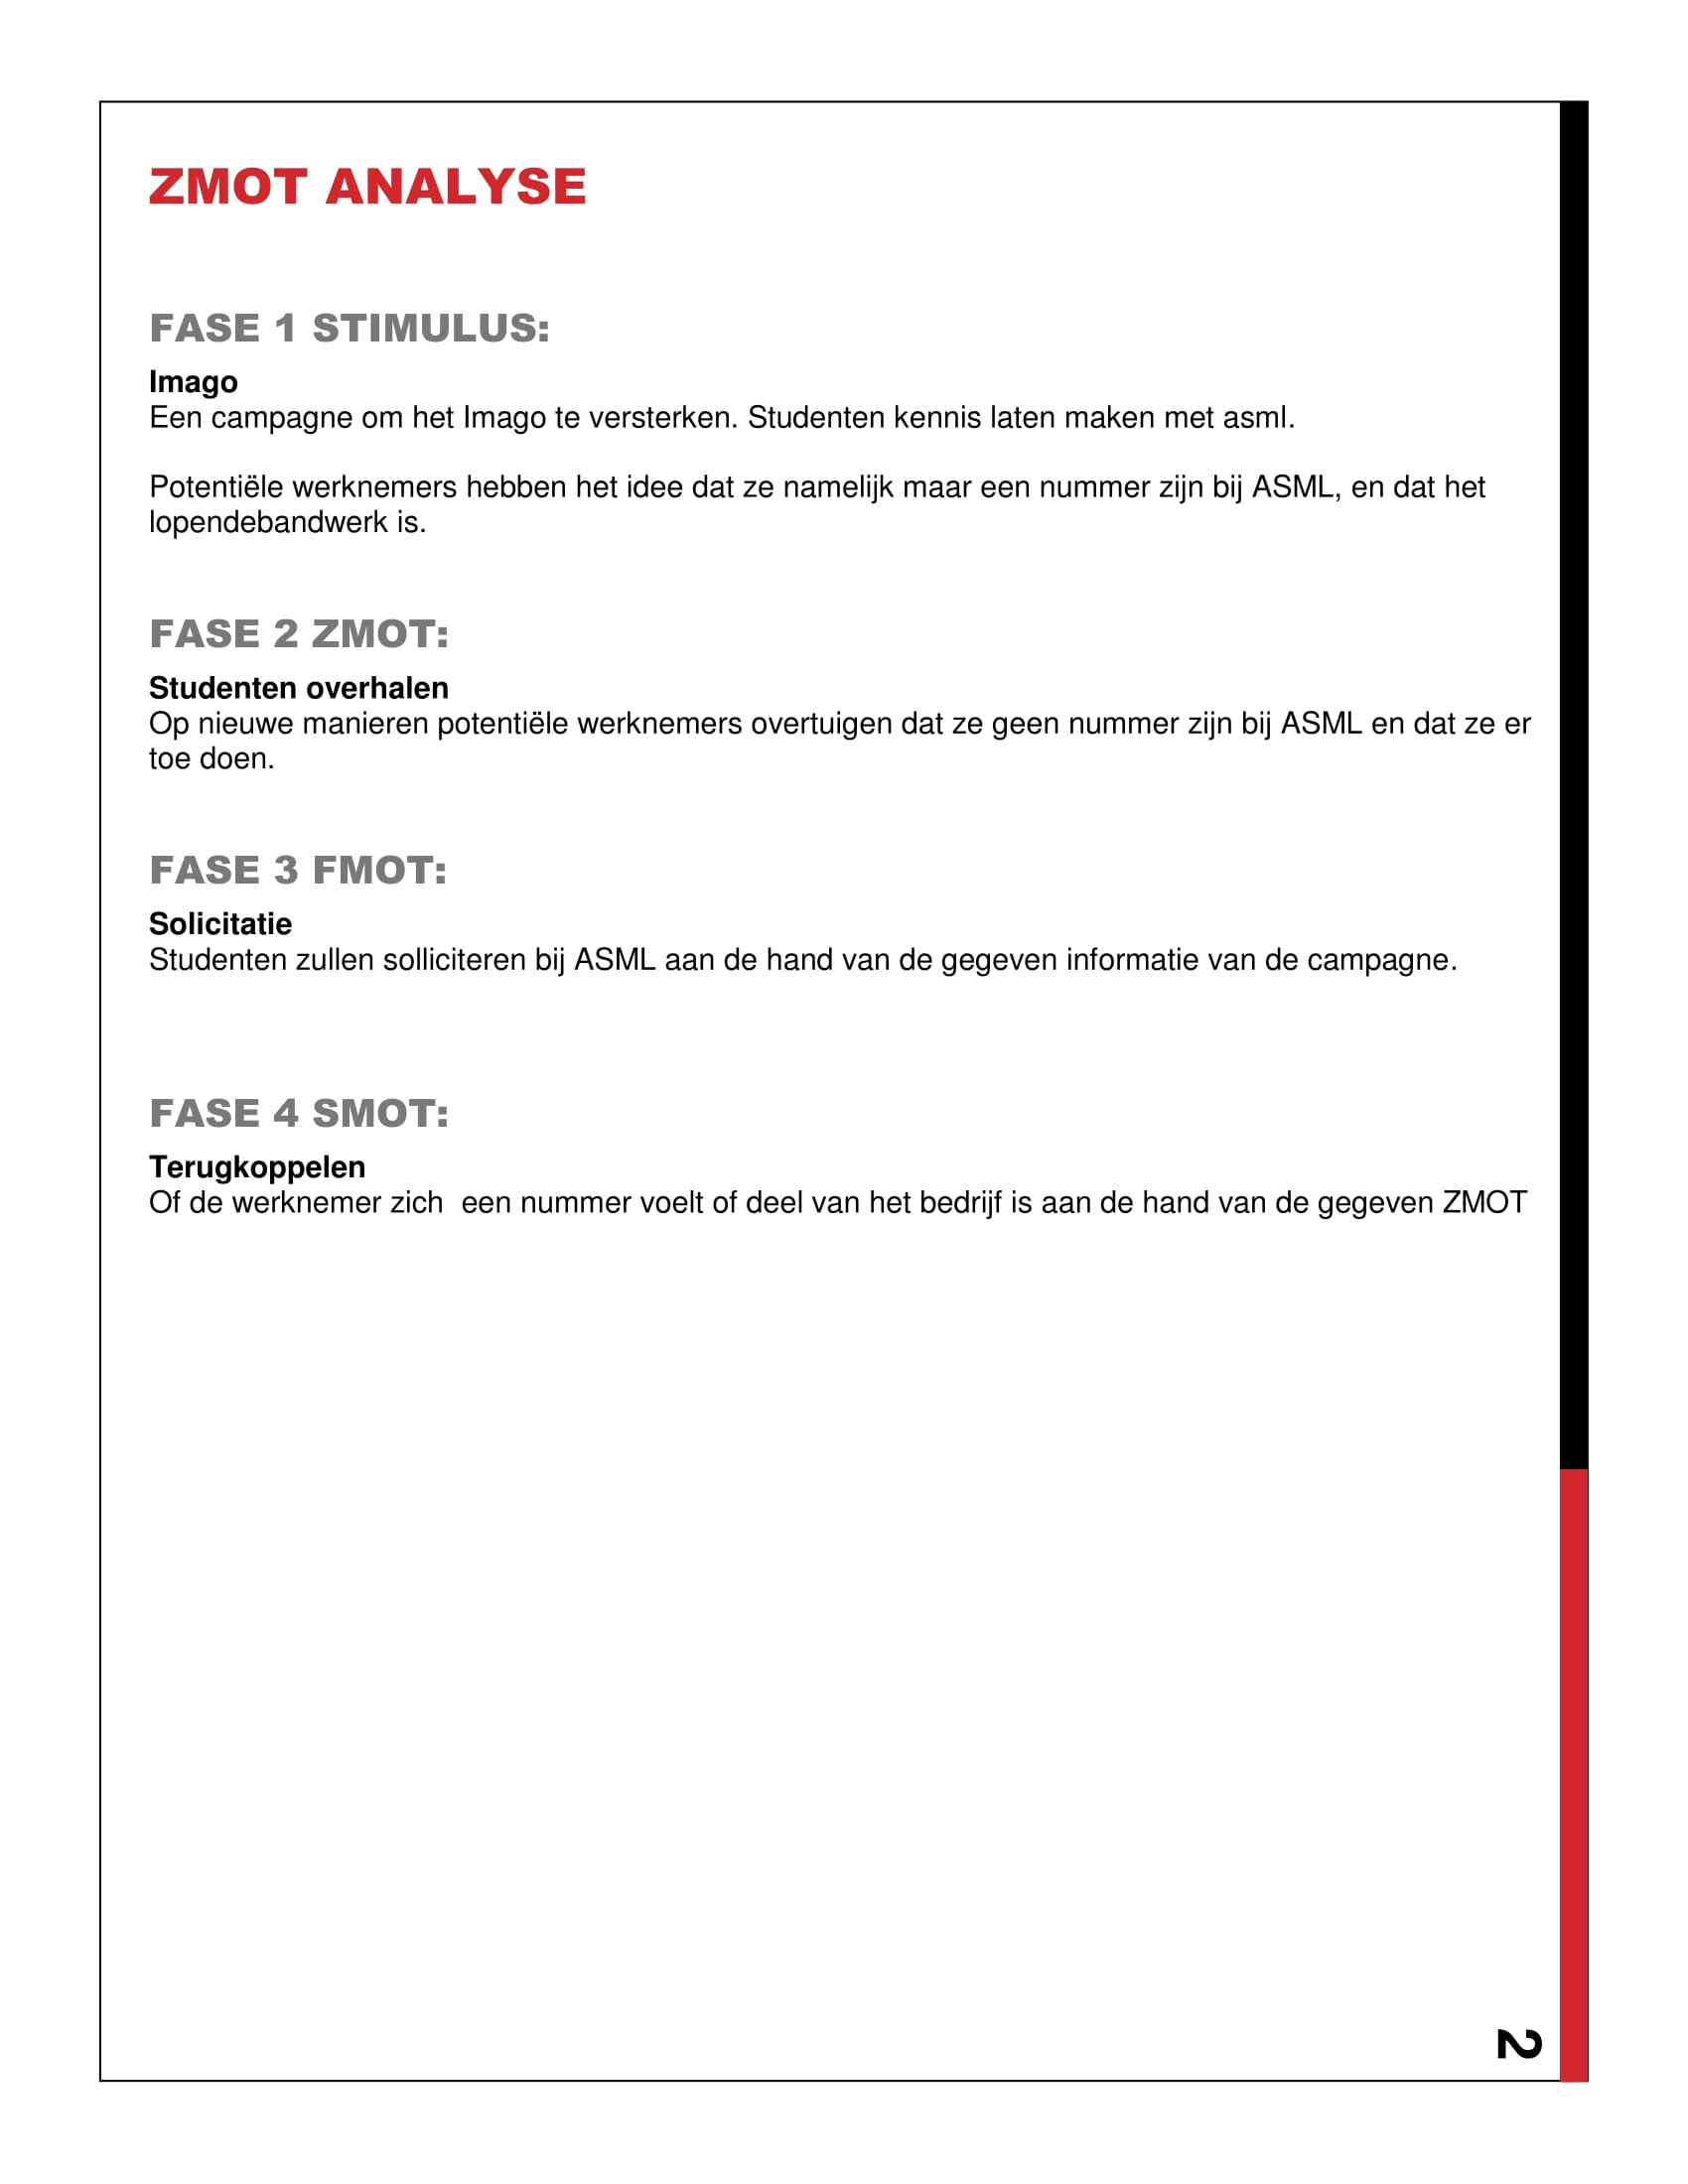 ZMOT ANALYSE
FASE 1 STIMULUS:
Imago
Een campagne om het Imago te versterken. Studenten kennis laten maken met asml.
Potentiële werknemers hebben het idee dat ze namelijk maar een nummer zijn bij ASML, en dat het
lopendebandwerk is.
FASE 2 ZMOT:
Studenten overhalen
Op nieuwe manieren potentiële werknemers overtuigen dat ze geen nummer zijn bij ASML en dat ze er
toe doen.
FASE 3 FMOT:
Solicitatie
Studenten zullen solliciteren bij ASML aan de hand van de gegeven informatie van de campagne.
FASE 4 SMOT:
Terugkoppelen
Of de werknemer zich  een nummer voelt of deel van het bedrijf is aan de hand van de gegeven ZMOT
2